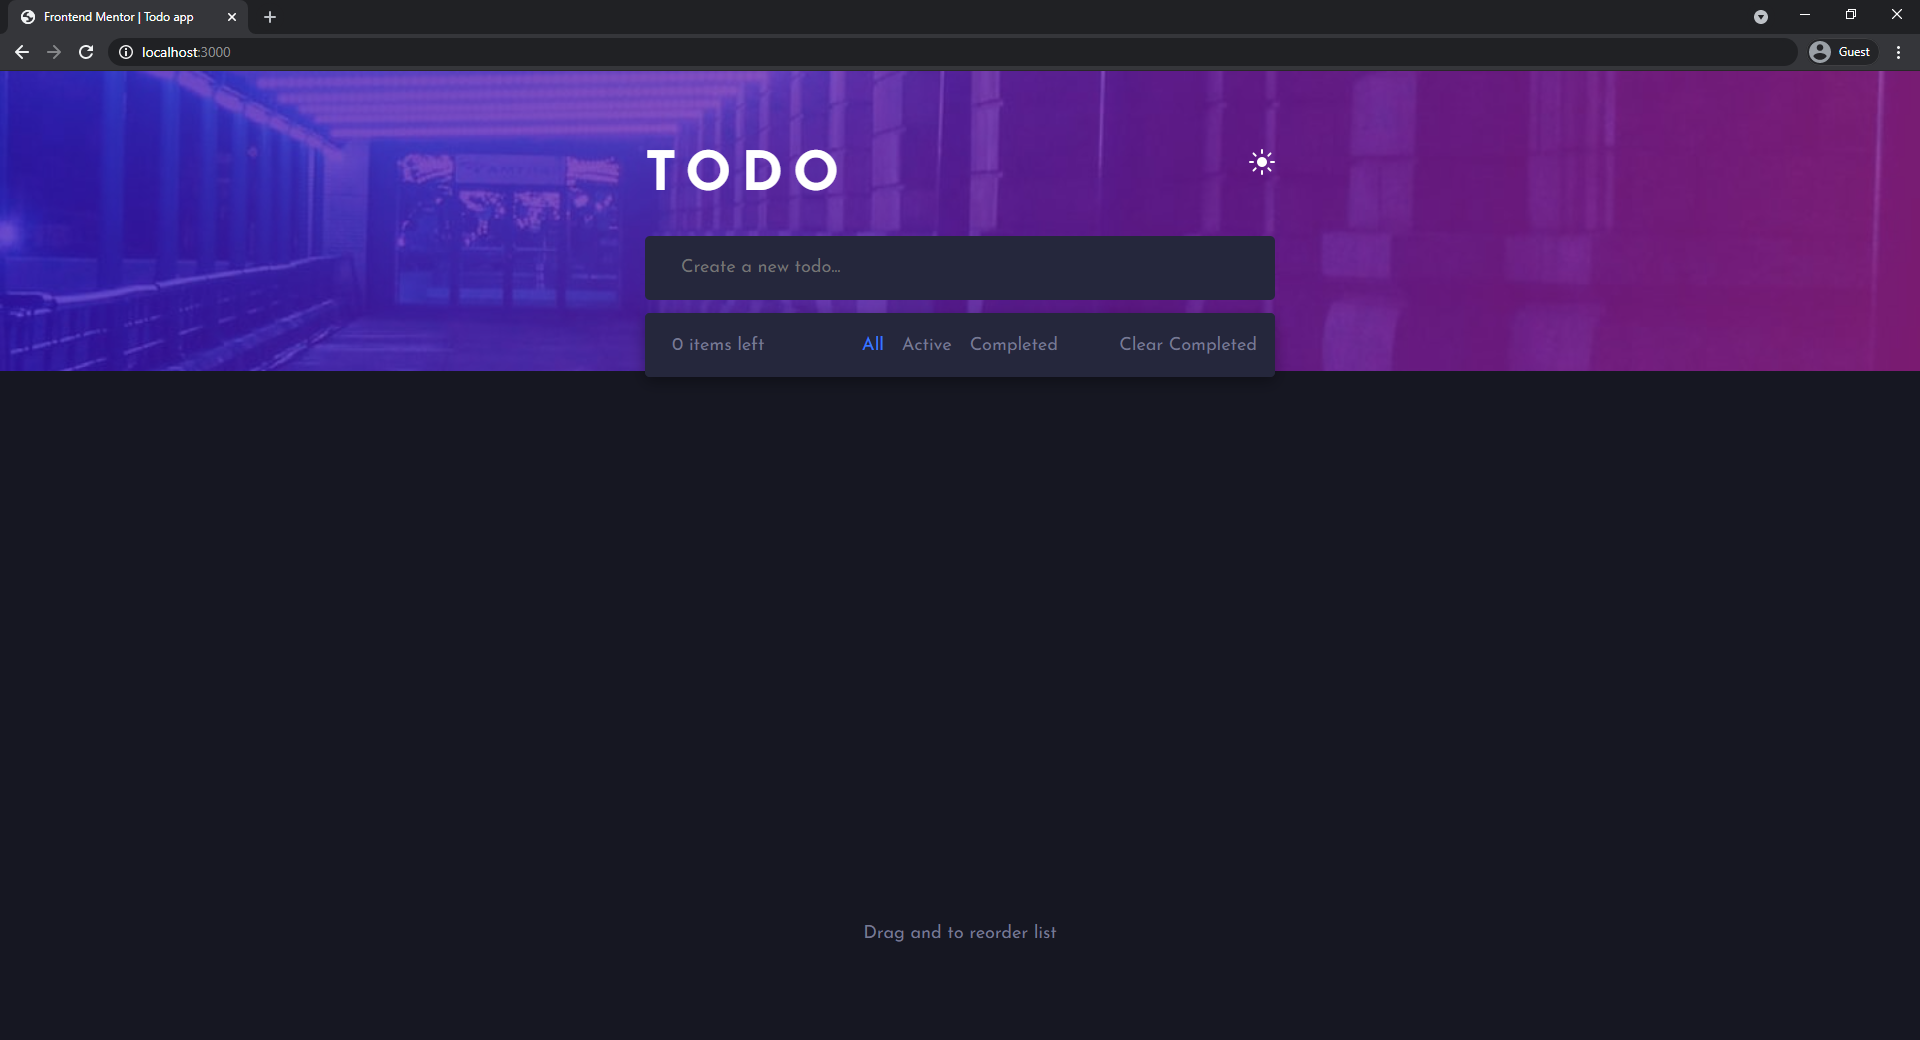 Frontend Mentor | Todo app
localhost:3000
Guest
TODO
Create a new todo...
0 items left
All
Active
Completed
Clear Completed
Drag and to reorder list